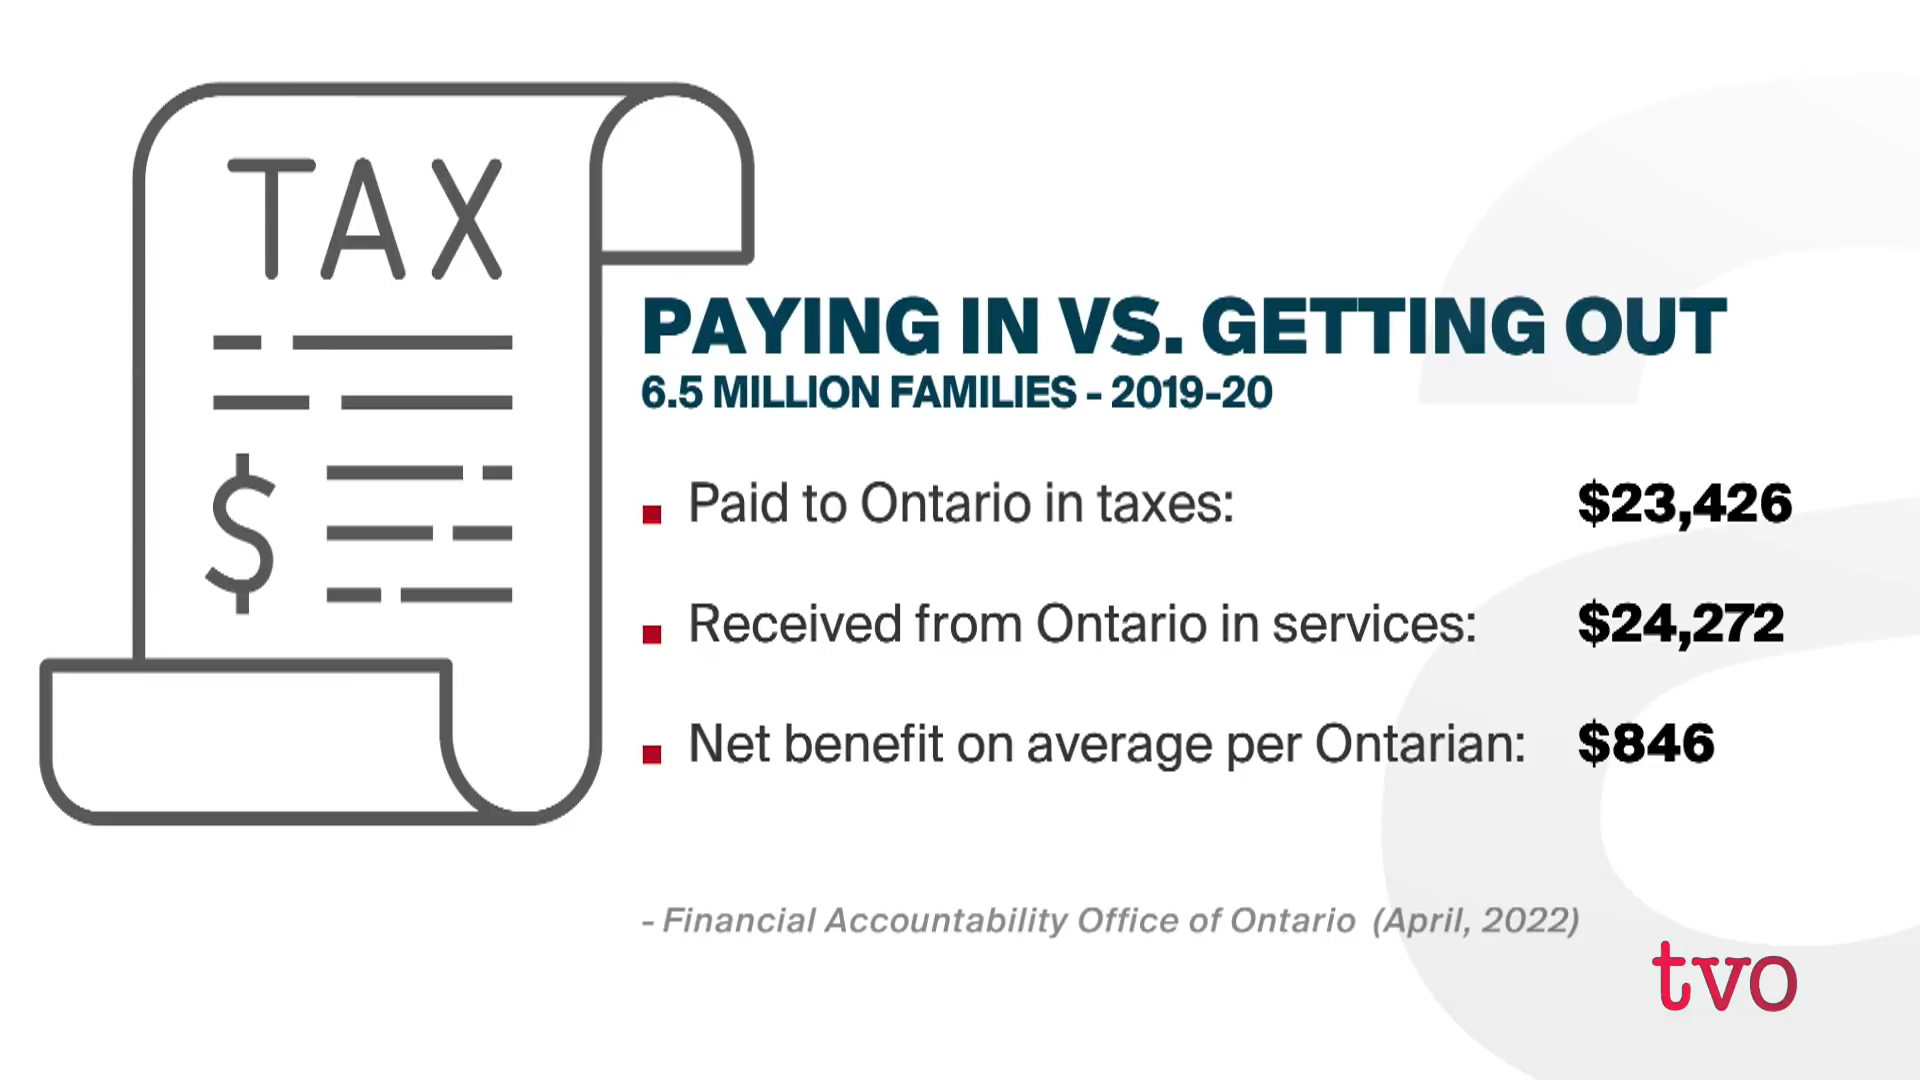 TAX
$
PAYING IN VS. GETTING OUT
6.5 MILLION FAMILIES - 2019-20
Paid to Ontario in taxes: $23,426
Received from Ontario in services: $24,272
Net benefit on average per Ontarian: $846
- Financial Accountability Office of Ontario (April, 2022)
tvo